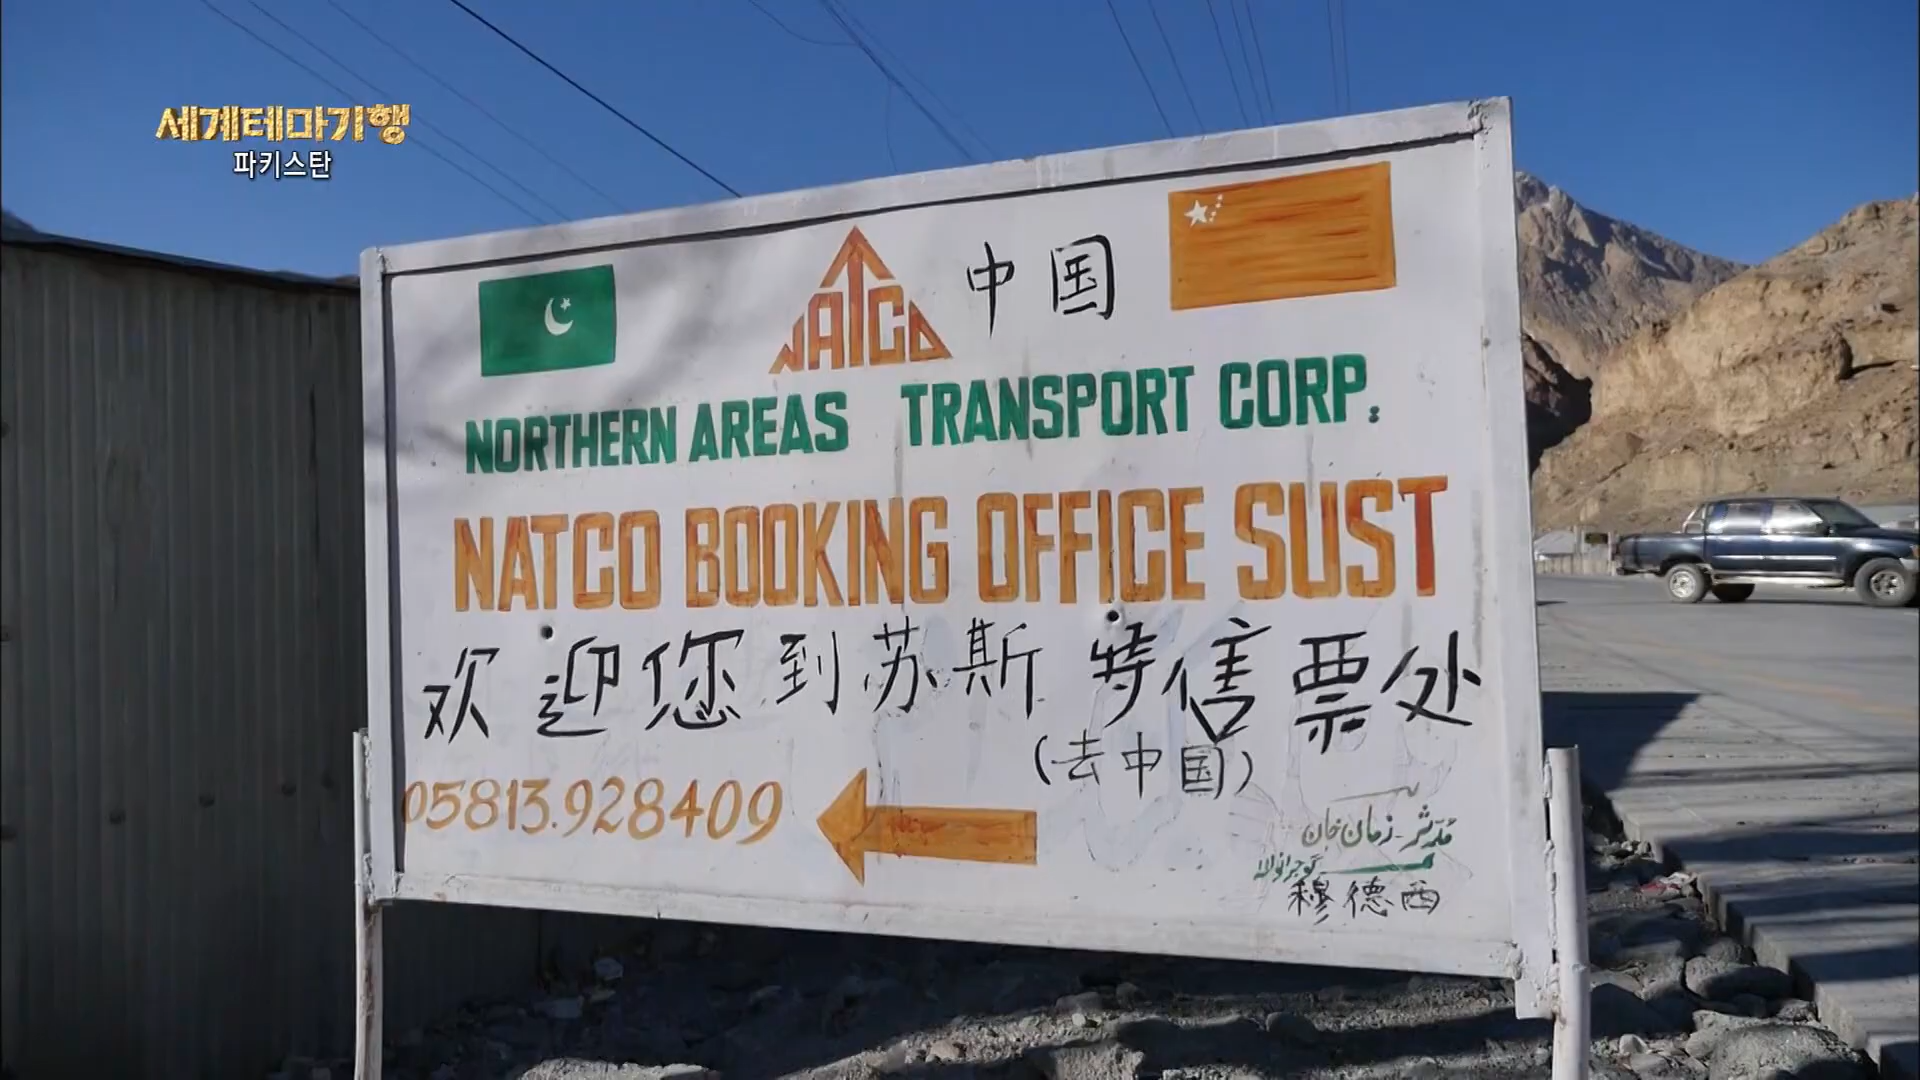 세계테마기행
파키스탄
NATCO
中国
NORTHERN AREAS TRANSPORT CORP.
NATCO BOOKING OFFICE SUST
欢迎您到苏斯特售票处
(去中国)
05813.928409
مدثر زمان خان
گوجرانوالہ
穆德西